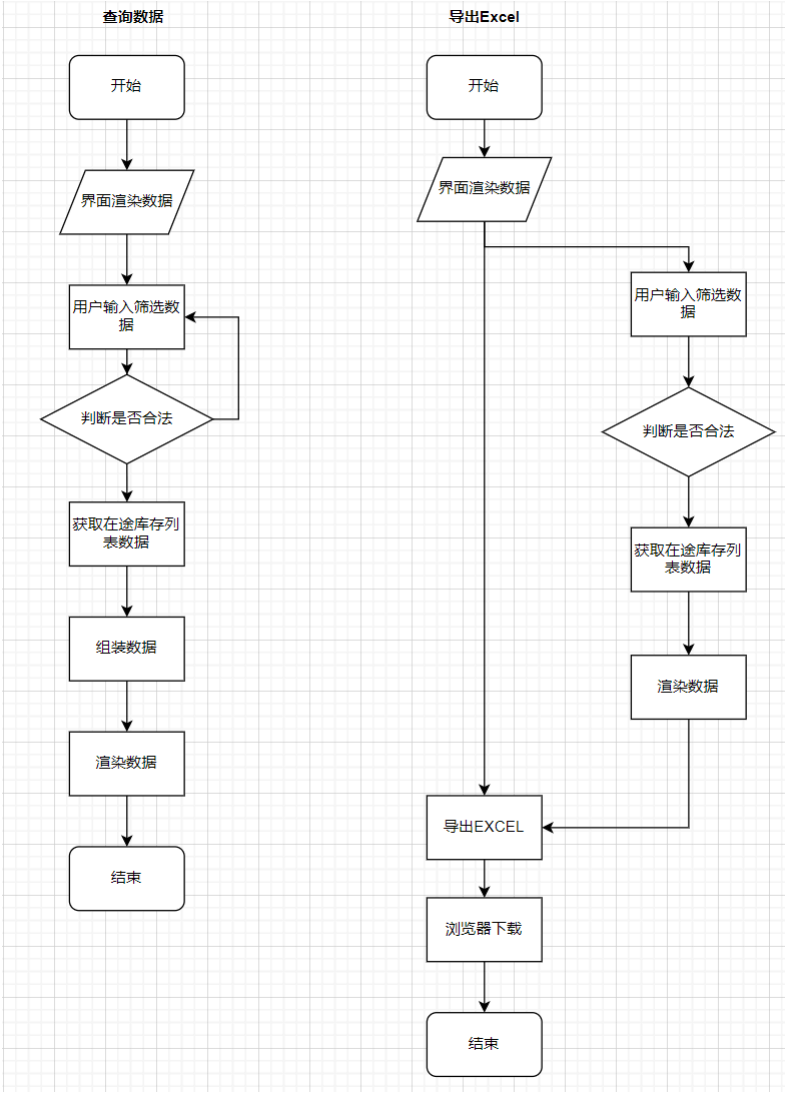 查询数据
开始
界面渲染数据
用户输入筛选数
据
判断是否合法
获取在途库存列
表数据
组装数据
渲染数据
结束
导出Excel
开始
界面渲染数据
用户输入筛选数
据
判断是否合法
获取在途库存列
表数据
渲染数据
导出EXCEL
浏览器下载
结束